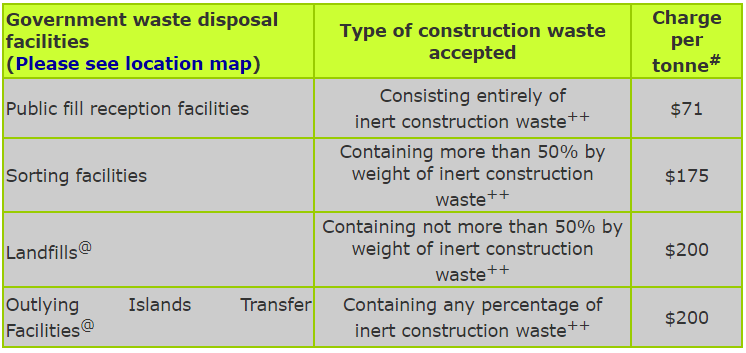 Government waste disposal
facilities
(Please see location map)
Type of construction waste
accepted
Charge
per
tonne#
Public fill reception facilities
Consisting entirely of
inert construction waste++
$71
Sorting facilities
Containing more than 50% by
weight of inert construction
waste++
$175
Landfills@
Containing not more than 50% by
weight of inert construction
waste++
$200
Outlying Islands Transfer
Facilities@
Containing any percentage of
inert construction waste++
$200